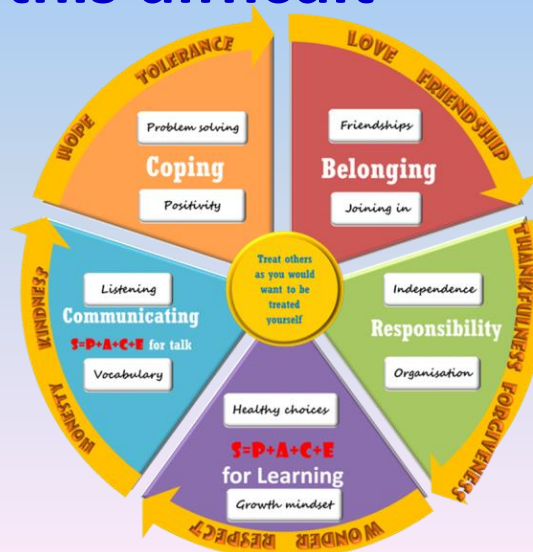 this difficult
HOPE TOLERANCE
LOVE FRIENDSHIP
Problem solving
Coping
Positivity
Friendships
Belonging
Joining in
THANKFULNESS FORGIVENESS
Independence
Responsibility
Organisation
Treat others
as you would
want to be
treated
yourself
Listening
Communicating
S=P+A+C+E for talk
Vocabulary
HONESTY KINDNESS
Healthy choices
S=P+A+C+E
for Learning
Growth mindset
WONDER RESPECT